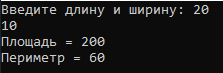 Введите длину и ширину: 20
10
Площадь = 200
Периметр = 60